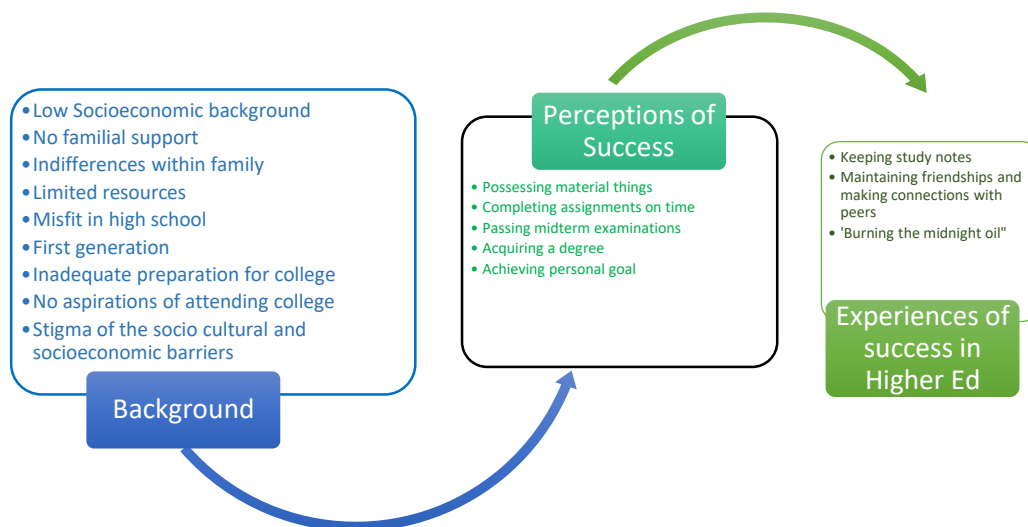 •Low Socioeconomic background
•No familial support
•Indifferences within family
•Limited resources
•Misfit in high school
•First generation
•Inadequate preparation for college
•No aspirations of attending college
•Stigma of the socio cultural and
socioeconomic barriers
Background
Perceptions of
Success
• Possessing material things
• Completing assignments on time
• Passing midterm examinations
• Acquiring a degree
• Achieving personal goal
• Keeping study notes
• Maintaining friendships and
making connections with
peers
• 'Burning the midnight oil"
Experiences of
success in
Higher Ed